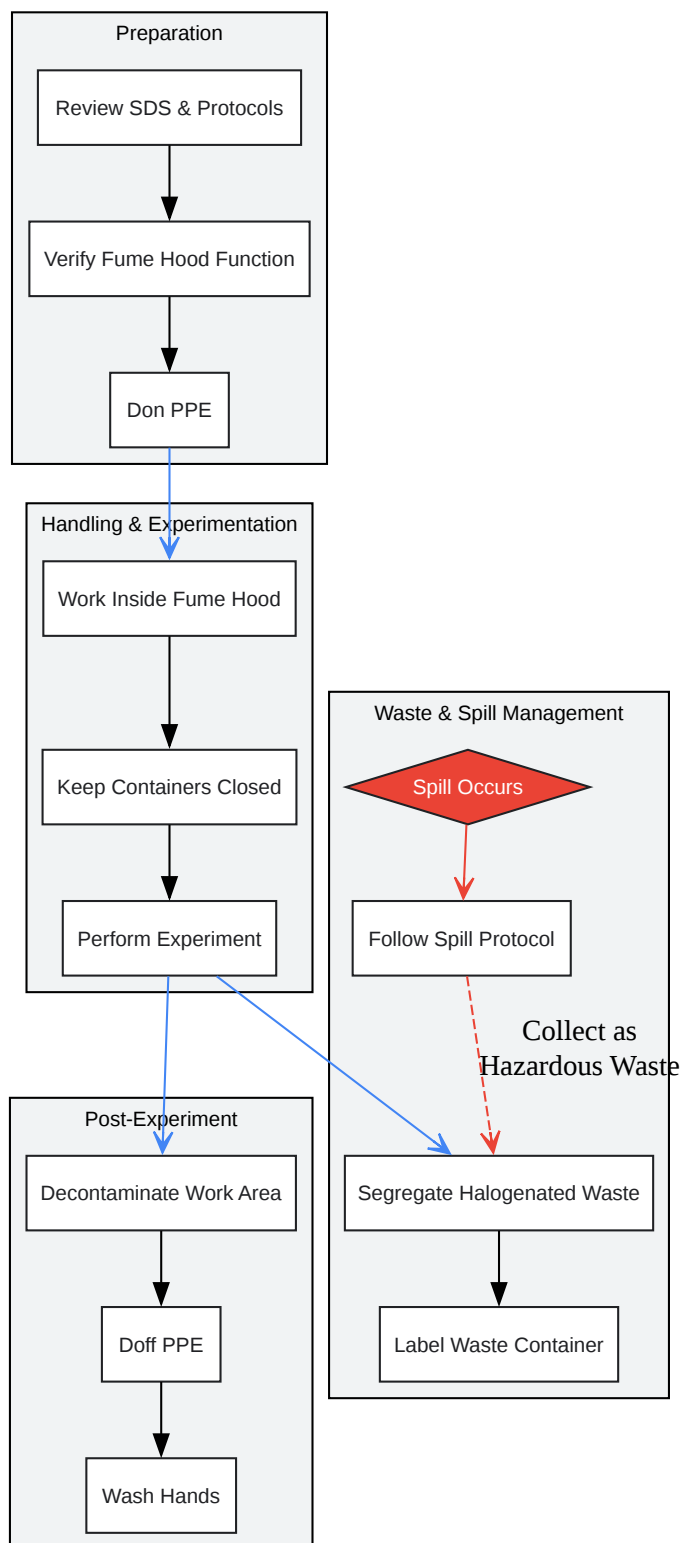 Preparation
Review SDS & Protocols
Verify Fume Hood Function
Don PPE
Handling & Experimentation
Work Inside Fume Hood
Keep Containers Closed
Perform Experiment
Waste & Spill Management
Spill Occurs
Follow Spill Protocol
Collect as
Hazardous Waste
Segregate Halogenated Waste
Label Waste Container
Post-Experiment
Decontaminate Work Area
Doff PPE
Wash Hands